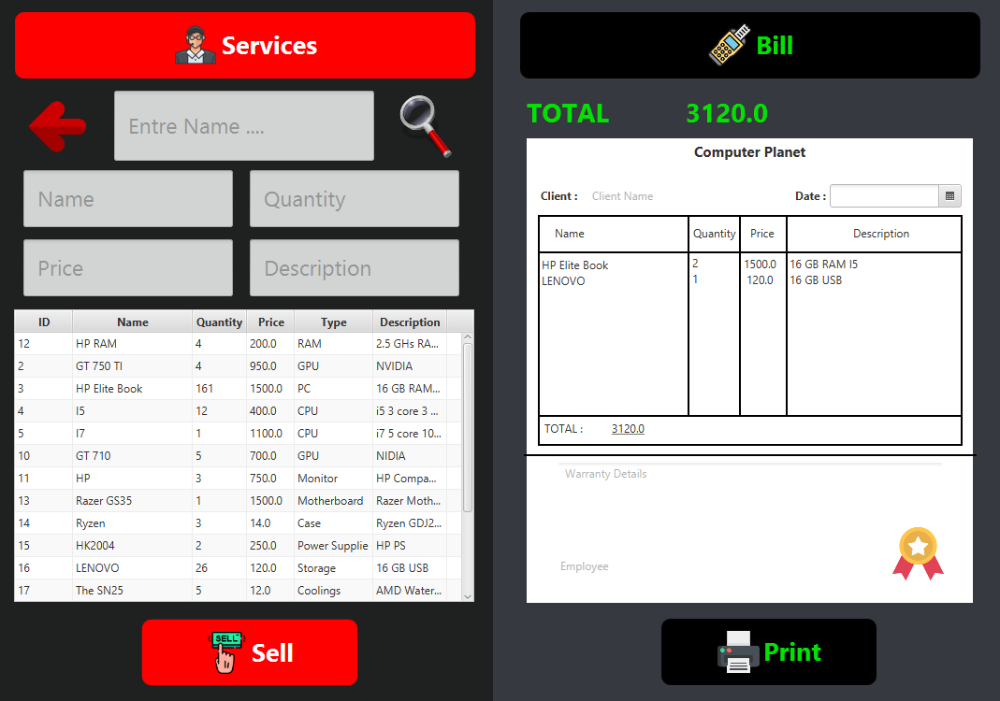 Services
Entre Name ....
Name Quantity
Price Description
ID Name Quantity Price Type Description
12 HP RAM 4 200.0 RAM 2.5 GHs RA...
2 GT 750 TI 4 950.0 GPU NVIDIA
3 HP Elite Book 161 1500.0 PC 16 GB RAM...
4 I5 12 400.0 CPU i5 3 core 3 ...
5 I7 1 1100.0 CPU i7 5 core 10...
10 GT 710 5 700.0 GPU NIDIA
11 HP 3 750.0 Monitor HP Compa...
13 Razer GS35 1 1500.0 Motherboard Razer Moth...
14 Ryzen 3 14.0 Case Ryzen GDJ2...
15 HK2004 2 250.0 Power Supplie HP PS
16 LENOVO 26 120.0 Storage 16 GB USB
17 The SN25 5 12.0 Coolings AMD Water...
SELL
Sell
Bill
TOTAL 3120.0
Computer Planet
Client : Client Name Date :
Name Quantity Price Description
HP Elite Book 2 1500.0 16 GB RAM I5
LENOVO 1 120.0 16 GB USB
TOTAL : 3120.0
Warranty Details
Employee
Print